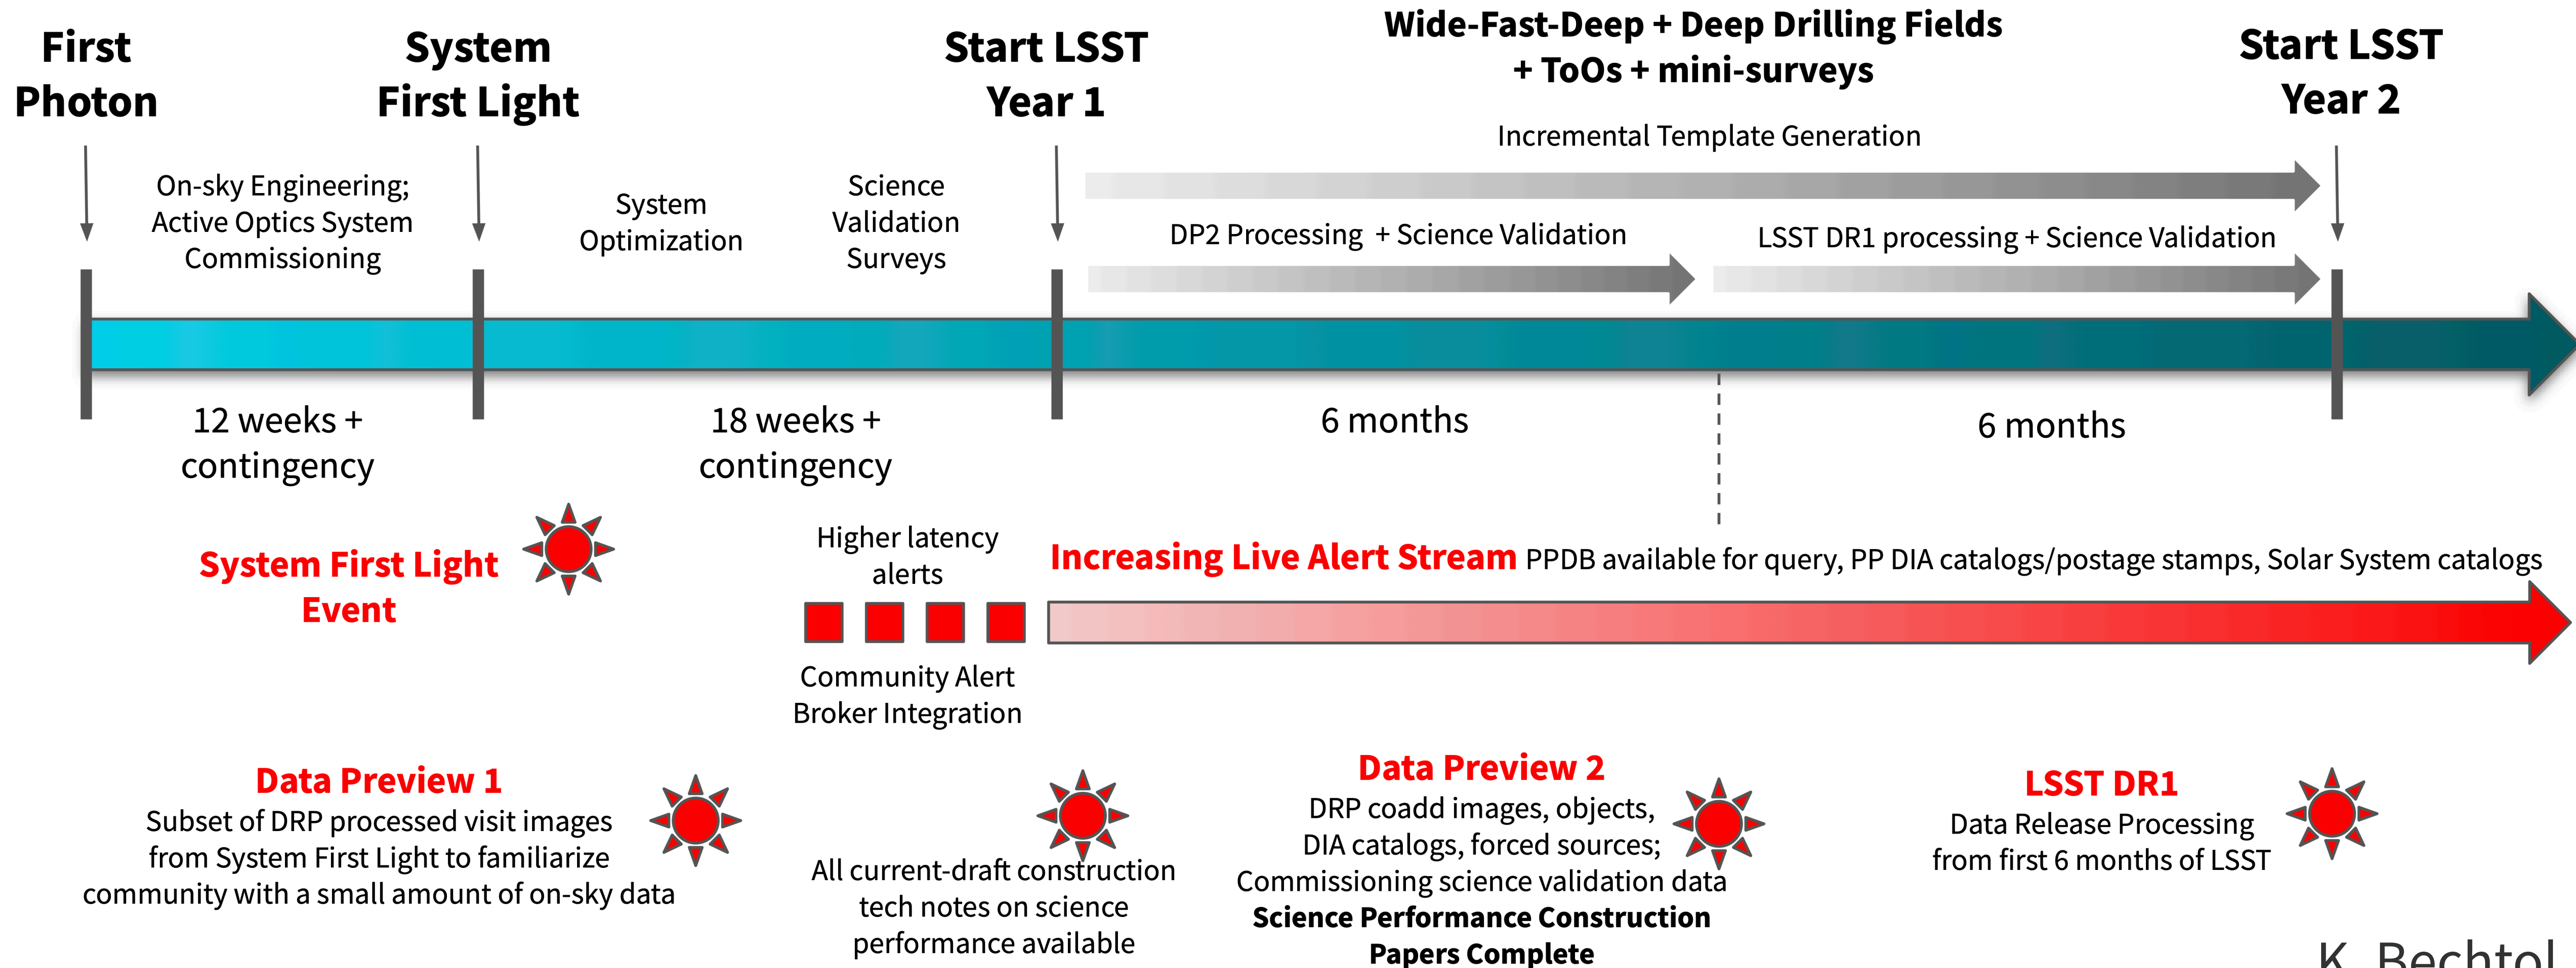 First
Photon
System
First Light
Start LSST
Year 1
Wide-Fast-Deep + Deep Drilling Fields
+ ToOs + mini-surveys
Start LSST
Year 2
Incremental Template Generation
On-sky Engineering;
Active Optics System
Commissioning
System
Optimization
Science
Validation
Surveys
DP2 Processing + Science Validation
LSST DR1 processing + Science Validation
12 weeks +
contingency
18 weeks +
contingency
6 months
6 months
System First Light
Event
Higher latency
alerts
Increasing Live Alert Stream PPDB available for query, PP DIA catalogs/postage stamps, Solar System catalogs
Community Alert
Broker Integration
Data Preview 1
Subset of DRP processed visit images
from System First Light to familiarize
community with a small amount of on-sky data
All current-draft construction
tech notes on science
performance available
Data Preview 2
DRP coadd images, objects,
DIA catalogs, forced sources;
Commissioning science validation data
Science Performance Construction
Papers Complete
LSST DR1
Data Release Processing
from first 6 months of LSST
K. Bechtol